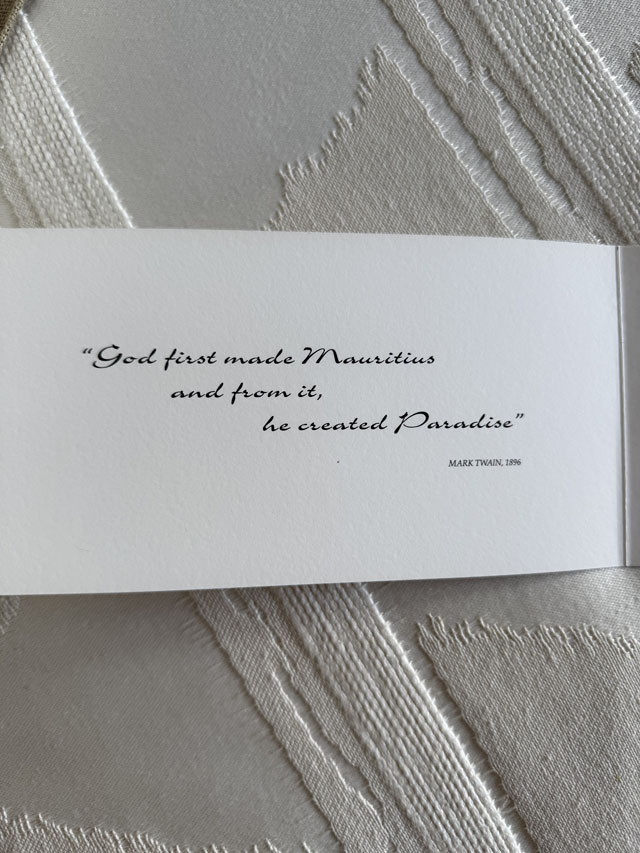 “God first made Mauritius
and from it,
he created Paradise”
MARK TWAIN, 1896